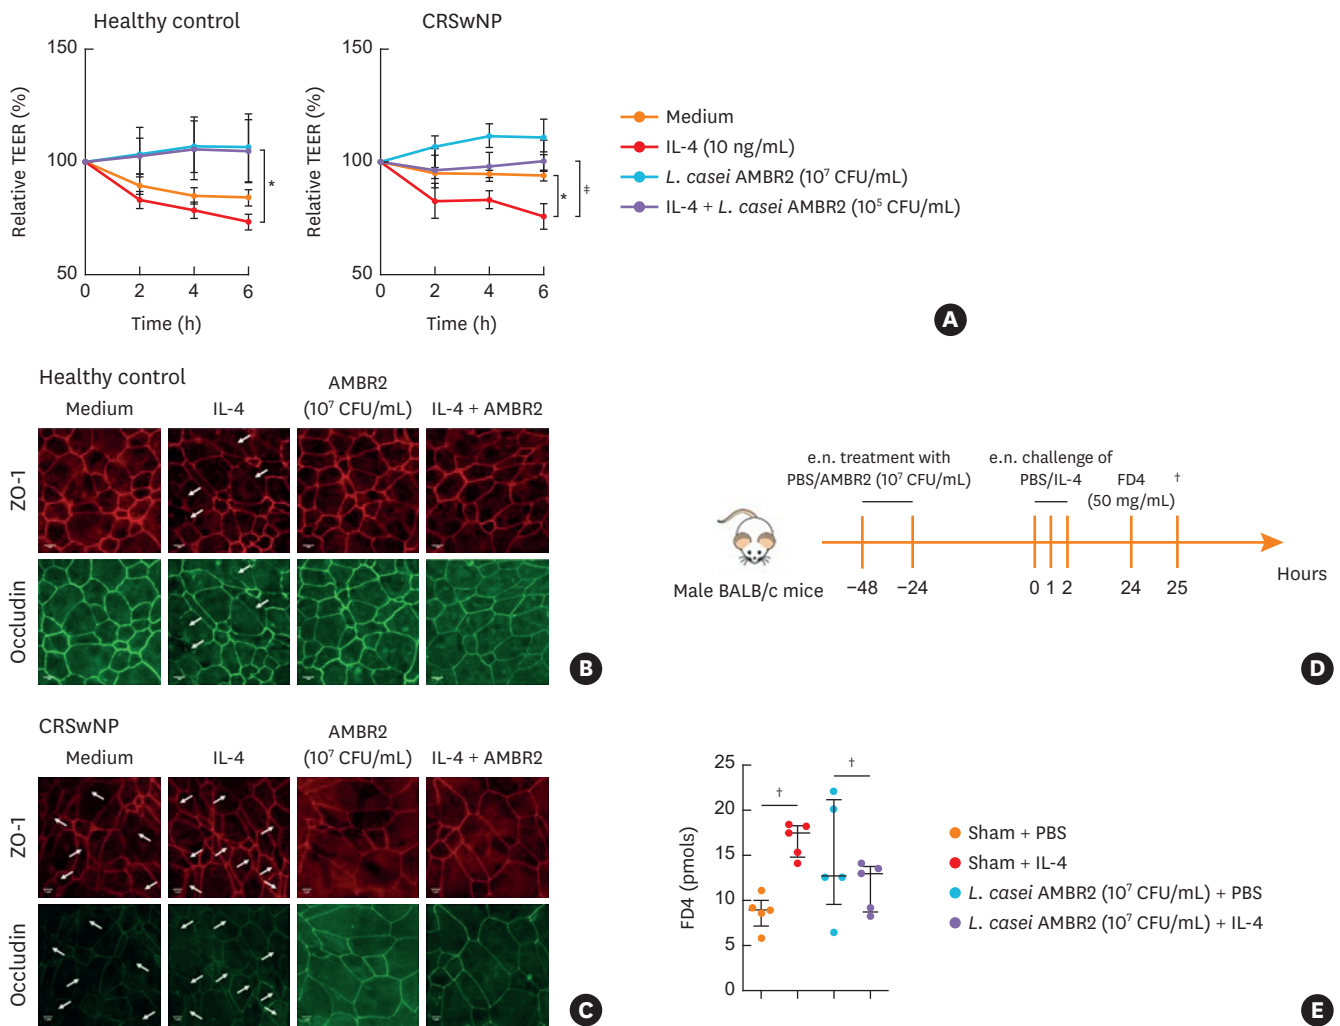 Healthy control
CRSwNP
150
100
50
Relative TEER (%)
0 2 4 6
Time (h)
*
150
100
50
Relative TEER (%)
0 2 4 6
Time (h)
*
‡
Medium
IL-4 (10 ng/mL)
L. casei AMBR2 (10⁷ CFU/mL)
IL-4 + L. casei AMBR2 (10⁵ CFU/mL)
A
Healthy control
Medium
IL-4
AMBR2
(10⁷ CFU/mL)
IL-4 + AMBR2
ZO-1
Occludin
B
CRSwNP
Medium
IL-4
AMBR2
(10⁷ CFU/mL)
IL-4 + AMBR2
ZO-1
Occludin
C
e.n. treatment with
PBS/AMBR2 (10⁷ CFU/mL)
e.n. challenge of
PBS/IL-4
FD4
(50 mg/mL)
†
Male BALB/c mice
−48 −24 0 1 2 24 25
Hours
D
25
20
15
10
5
0
FD4 (pmols)
†
†
Sham + PBS
Sham + IL-4
L. casei AMBR2 (10⁷ CFU/mL) + PBS
L. casei AMBR2 (10⁷ CFU/mL) + IL-4
E